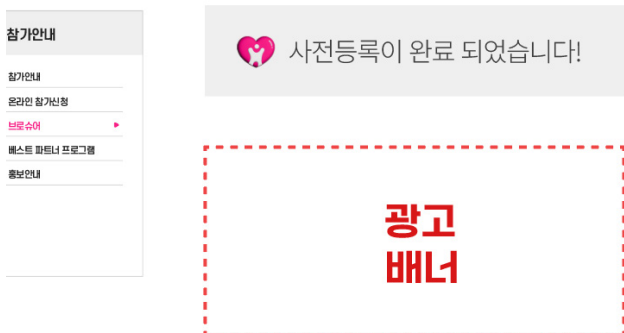 참가안내
참가안내
온라인 참가신청
브로슈어
베스트 파트너 프로그램
홍보안내
사전등록이 완료 되었습니다!
광고
배너